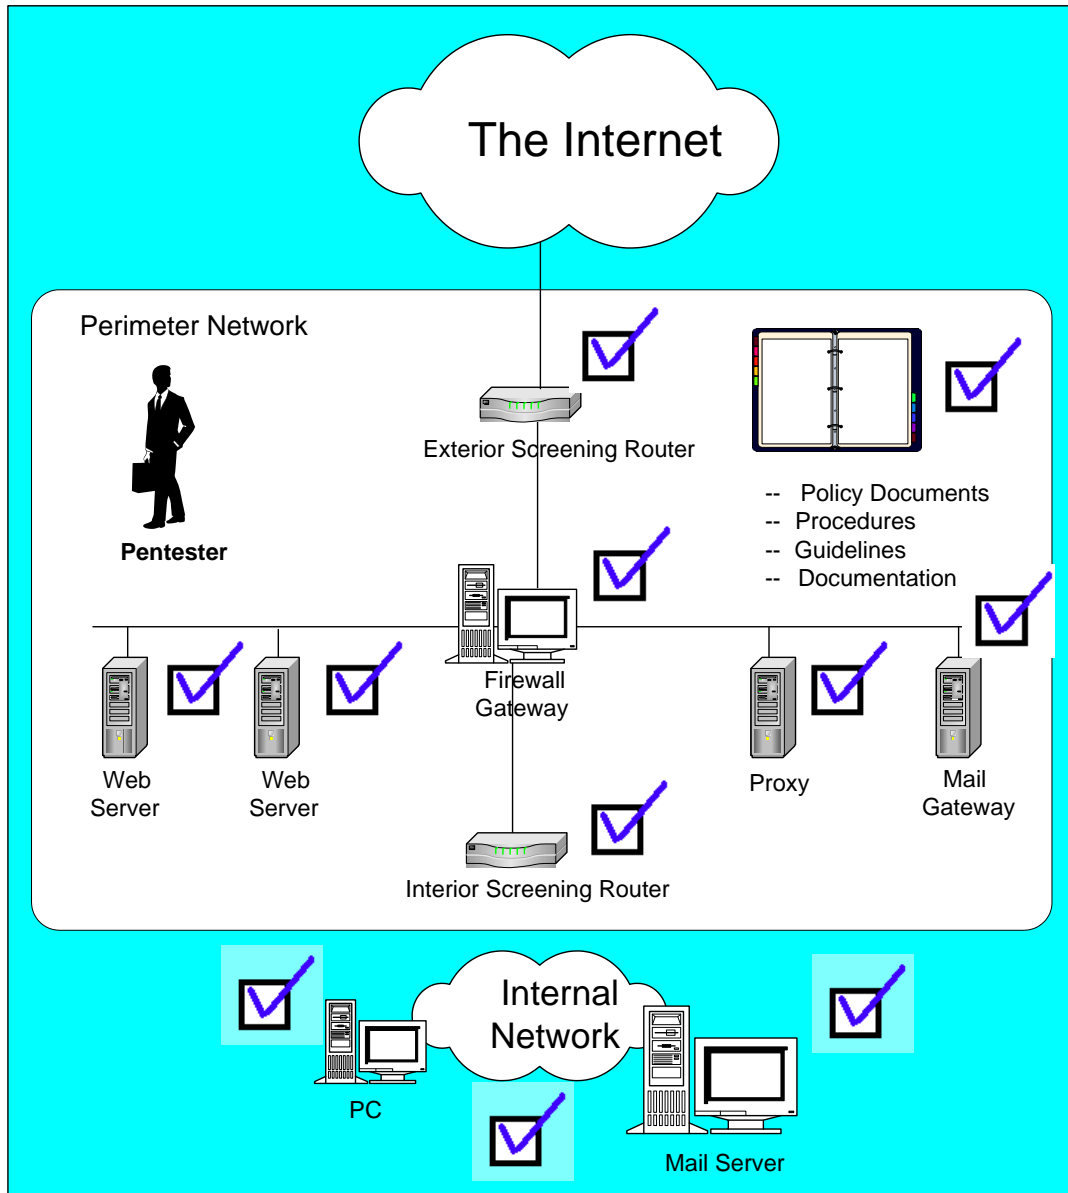 The Internet
Perimeter Network
Exterior Screening Router
Pentester
-- Policy Documents
-- Procedures
-- Guidelines
-- Documentation
Firewall
Gateway
Web
Server
Web
Server
Proxy
Mail
Gateway
Interior Screening Router
Internal
Network
PC
Mail Server